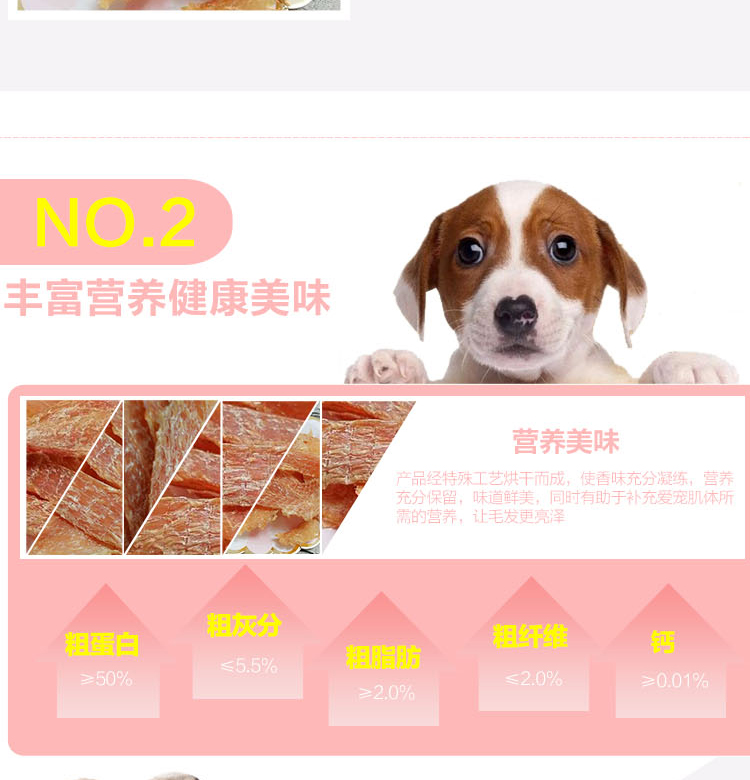 NO.2
丰富营养健康美味
营养美味
产品经特殊工艺烘干而成，使香味充分凝练，营养
充分保留，味道鲜美，同时有助于补充爱宠肌体所
需的营养，让毛发更亮泽
粗蛋白
≥50%
粗灰分
≤5.5%
粗脂肪
≥2.0%
粗纤维
≤2.0%
钙
≥0.01%